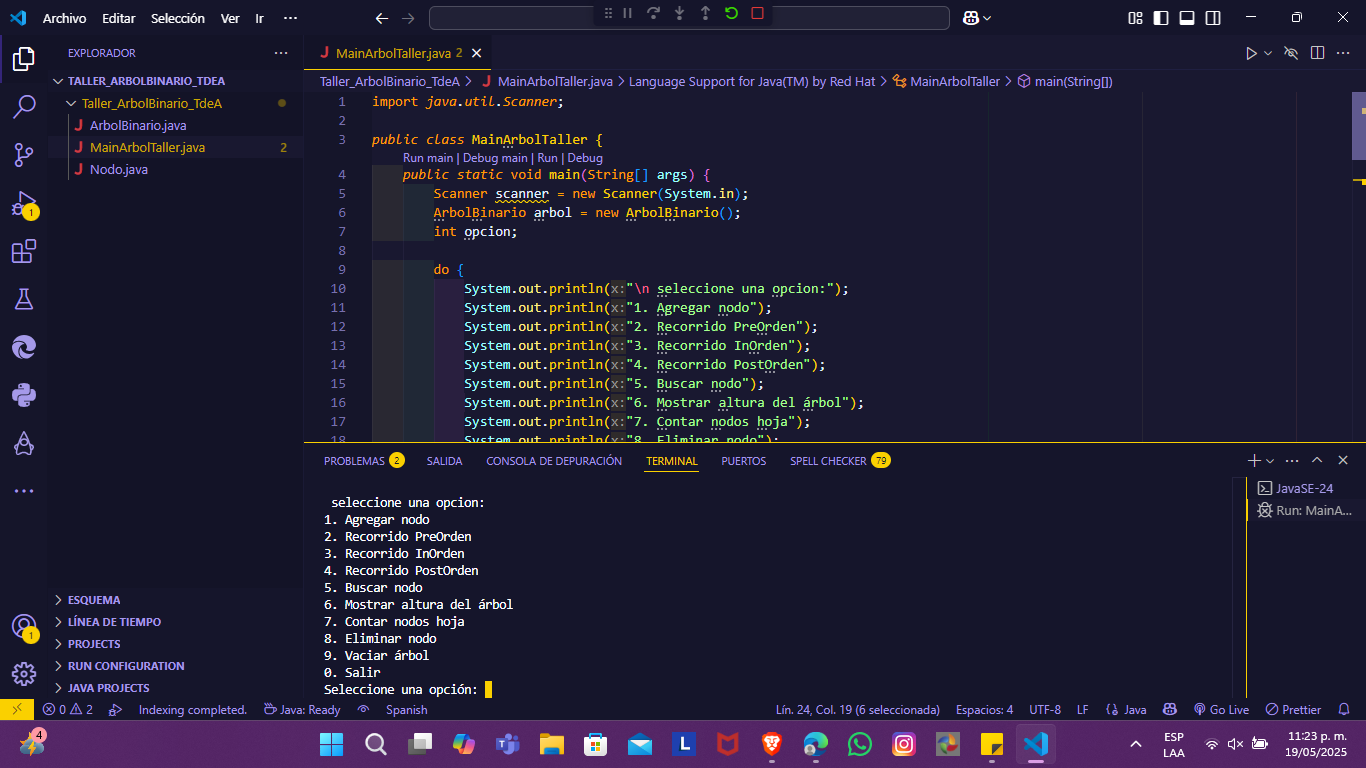 Archivo Editar Selección Ver Ir ···
EXPLORADOR
TALLER_ARBOLBINARIO_TDEA
Taller_ArbolBinario_TdeA
J ArbolBinario.java
J MainArbolTaller.java 2
J Nodo.java
1
ESQUEMA
LÍNEA DE TIEMPO
PROJECTS
RUN CONFIGURATION
JAVA PROJECTS
1
J MainArbolTaller.java 2
Taller_ArbolBinario_TdeA > J MainArbolTaller.java > Language Support for Java(TM) by Red Hat > MainArbolTaller > main(String[])
1 import java.util.Scanner;
2
3 public class MainArbolTaller {
Run main | Debug main | Run | Debug
4 public static void main(String[] args) {
5 Scanner scanner = new Scanner(System.in);
6 ArbolBinario arbol = new ArbolBinario();
7 int opcion;
8
9 do {
10 System.out.println(x:"\n seleccione una opcion:");
11 System.out.println(x:"1. Agregar nodo");
12 System.out.println(x:"2. Recorrido PreOrden");
13 System.out.println(x:"3. Recorrido InOrden");
14 System.out.println(x:"4. Recorrido PostOrden");
15 System.out.println(x:"5. Buscar nodo");
16 System.out.println(x:"6. Mostrar altura del árbol");
17 System.out.println(x:"7. Contar nodos hoja");
18 System.out.println(x:"8. Eliminar nodo");
PROBLEMAS 2 SALIDA CONSOLA DE DEPURACIÓN TERMINAL PUERTOS SPELL CHECKER 79
seleccione una opcion:
1. Agregar nodo
2. Recorrido PreOrden
3. Recorrido InOrden
4. Recorrido PostOrden
5. Buscar nodo
6. Mostrar altura del árbol
7. Contar nodos hoja
8. Eliminar nodo
9. Vaciar árbol
0. Salir
Seleccione una opción:
JavaSE-24
Run: MainA...
0 2 Indexing completed. Java: Ready Spanish Lín. 24, Col. 19 (6 seleccionada) Espacios: 4 UTF-8 LF Java Go Live Prettier
4
L
ESP
LAA
11:23 p. m.
19/05/2025